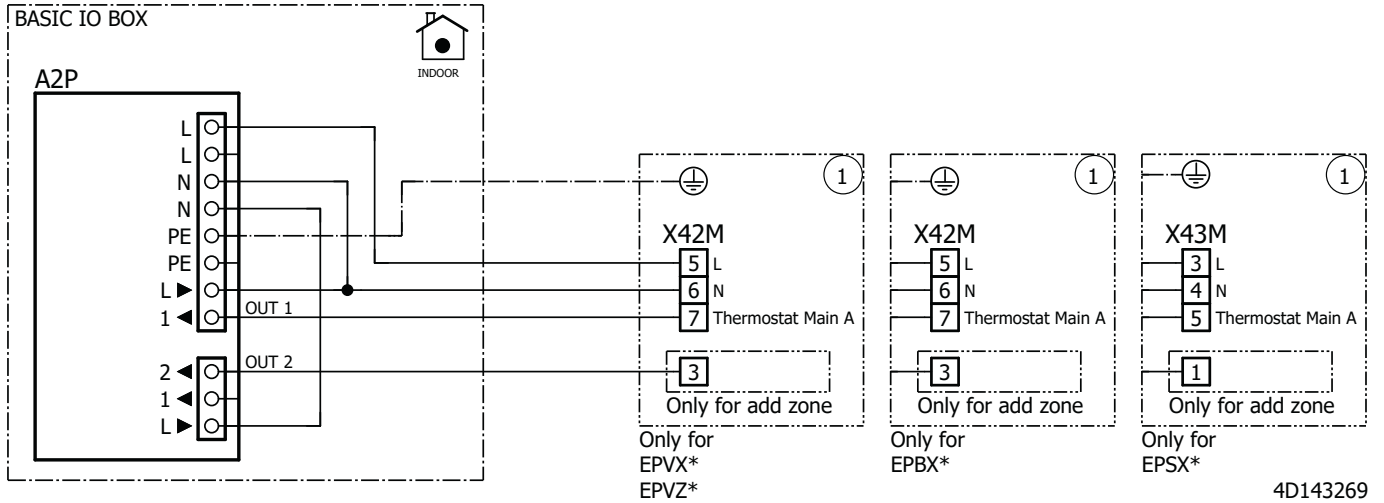 BASIC IO BOX
INDOOR
A2P
L
L
N
N
PE
PE
L ▶
1 ◀ OUT 1
2 ◀ OUT 2
1 ◀
L ▶
1
X42M
5 L
6 N
7 Thermostat Main A
3
Only for add zone
Only for
EPVX*
EPVZ*
1
X42M
5 L
6 N
7 Thermostat Main A
3
Only for add zone
Only for
EPBX*
1
X43M
3 L
4 N
5 Thermostat Main A
1
Only for add zone
Only for
EPSX*
4D143269